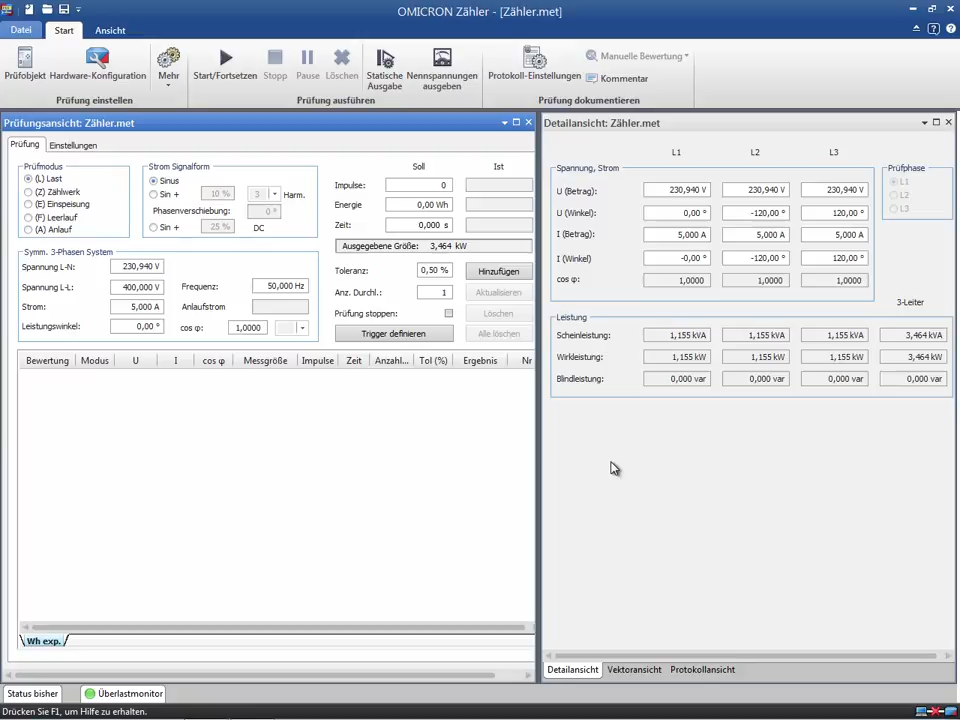 OMICRON Zähler - [Zähler.met]
Datei Start Ansicht
Prüfobjekt Hardware-Konfiguration Mehr Start/Fortsetzen Stopp Pause Löschen Statische Ausgabe Nennspannungen ausgeben Protokoll-Einstellungen Manuelle Bewertung
Kommentar
Prüfung einstellen Prüfung ausführen Prüfung dokumentieren
Prüfungsansicht: Zähler.met
Prüfung Einstellungen
Prüfmodus
(L) Last
(Z) Zählwerk
(E) Einspeisung
(F) Leerlauf
(A) Anlauf
Strom Signalform
Sinus
Sin + 10 % 3 Harm.
Phasenverschiebung: 0 °
Sin + 25 % DC
Soll Ist
Impulse: 0
Energie 0,00 Wh
Zeit: 0,000 s
Ausgegebene Größe: 3,464 kW
Symm. 3-Phasen System
Spannung L-N: 230,940 V
Spannung L-L: 400,000 V Frequenz: 50,000 Hz
Strom: 5,000 A Anlaufstrom
Leistungswinkel: 0,00 ° cos φ: 1,0000
Toleranz: 0,50 % Hinzufügen
Anz. Durchl.: 1 Aktualisieren
Prüfung stoppen: Löschen
Trigger definieren Alle löschen
Bewertung Modus U I cos φ Messgröße Impulse Zeit Anzahl... Tol (%) Ergebnis Nr
Wh exp.
Detailansicht: Zähler.met
L1 L2 L3
Spannung, Strom
U (Betrag): 230,940 V 230,940 V 230,940 V
U (Winkel): 0,00 ° -120,00 ° 120,00 °
I (Betrag): 5,000 A 5,000 A 5,000 A
I (Winkel) -0,00 ° -120,00 ° 120,00 °
cos φ: 1,0000 1,0000 1,0000
Prüfphase
L1
L2
L3
3-Leiter
Leistung
Scheinleistung: 1,155 kVA 1,155 kVA 1,155 kVA 3,464 kVA
Wirkleistung: 1,155 kW 1,155 kW 1,155 kW 3,464 kW
Blindleistung: 0,000 var 0,000 var 0,000 var 0,000 var
Detailansicht Vektoransicht Protokollansicht
Status bisher Überlastmonitor
Drücken Sie F1, um Hilfe zu erhalten.